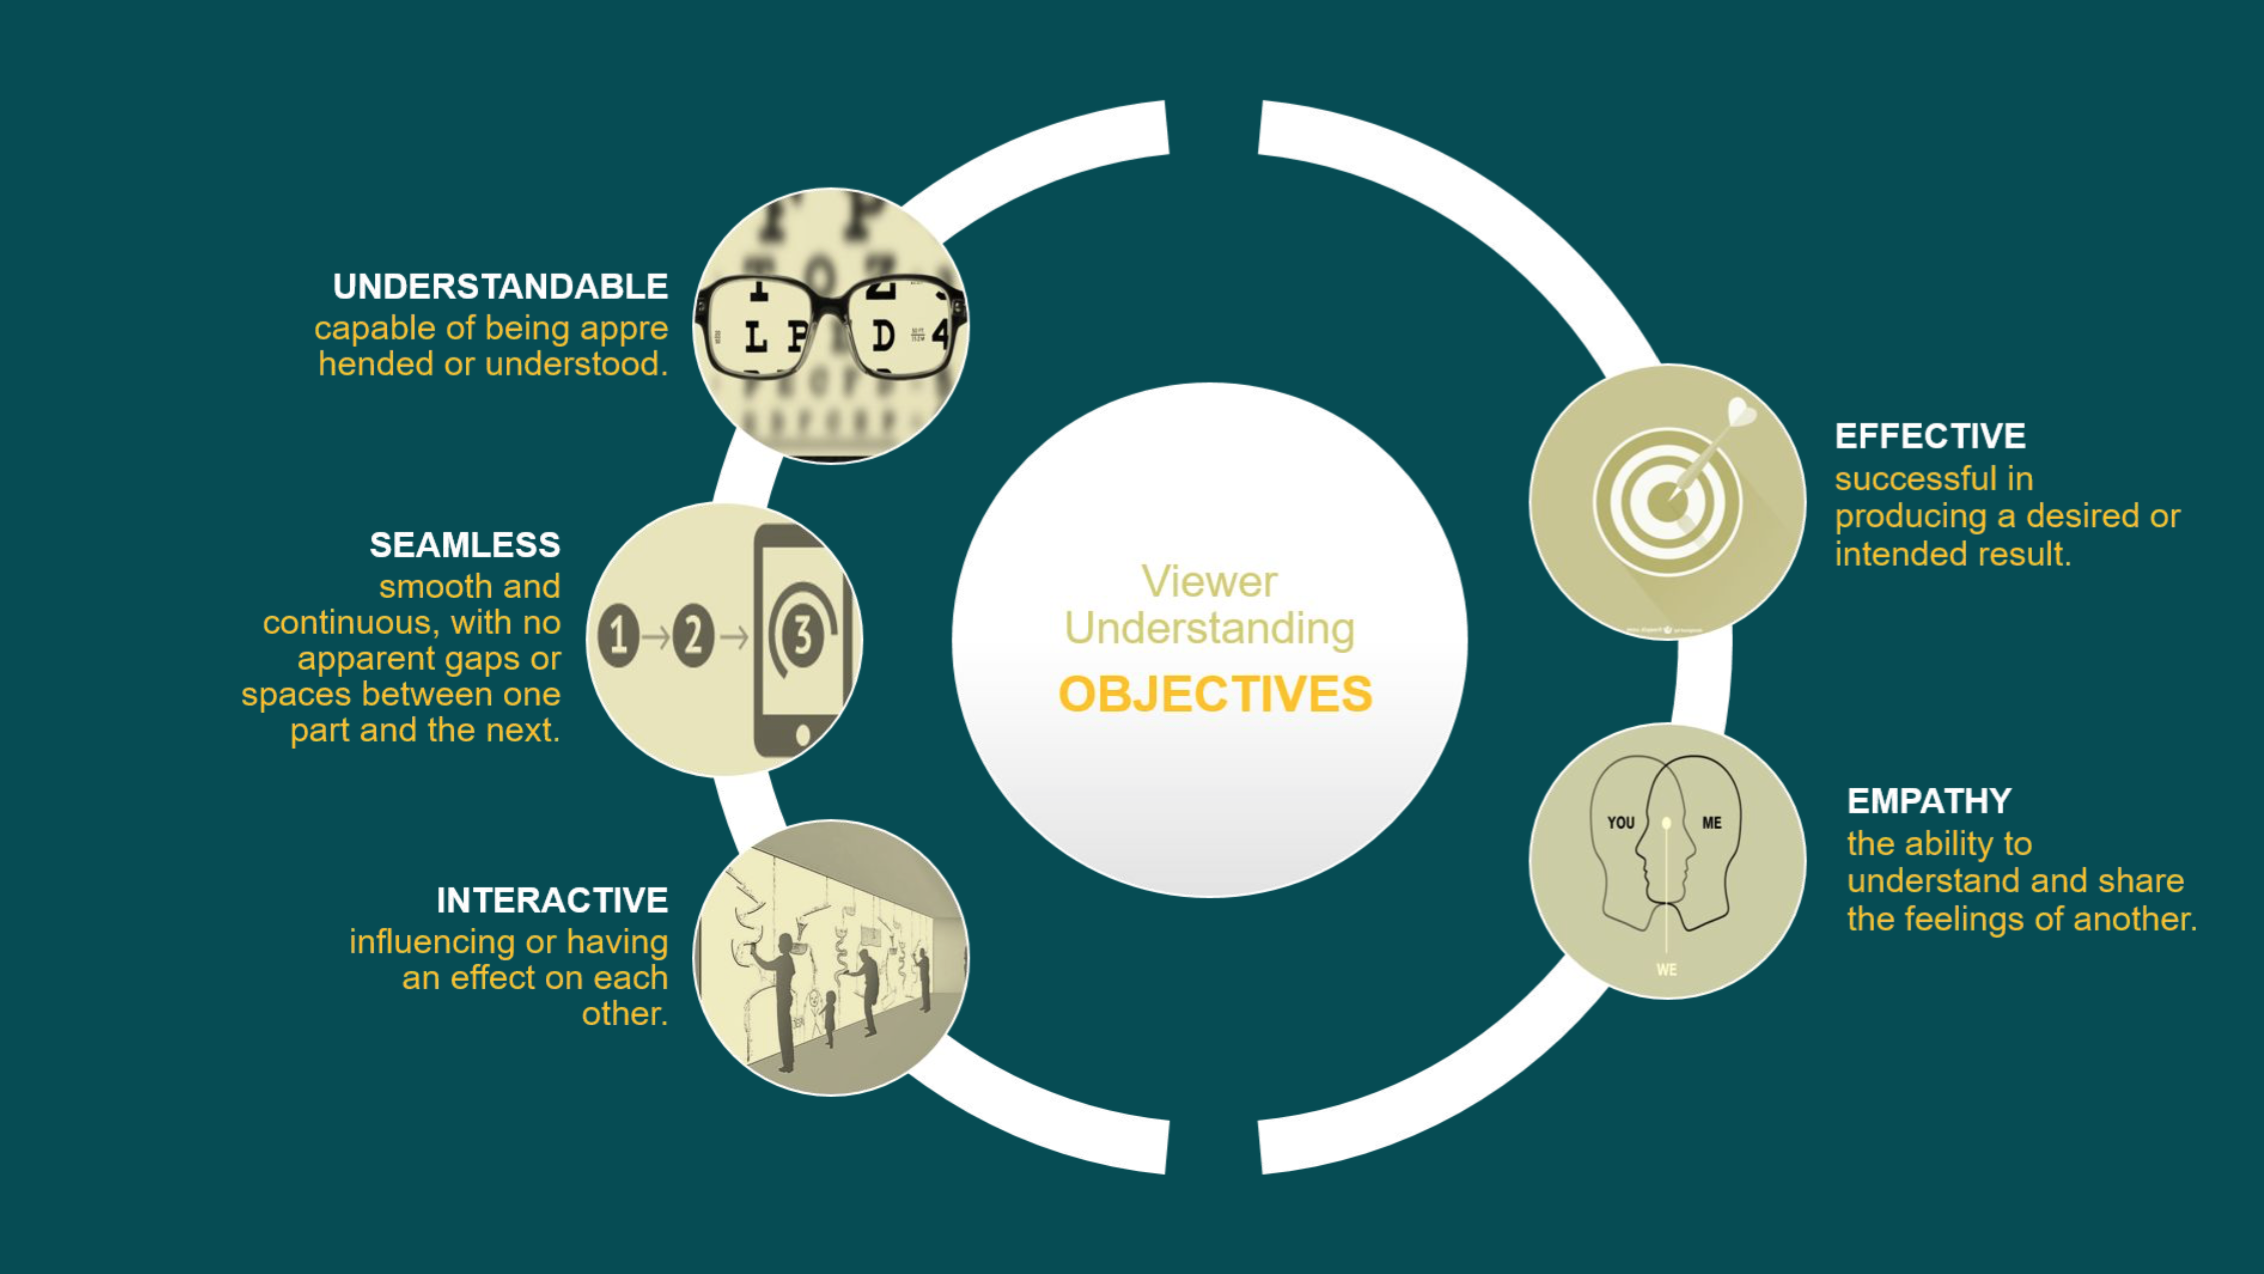 UNDERSTANDABLE
capable of being appre
hended or understood.
T O Z
L P D 4
SEAMLESS
smooth and
continuous, with no
apparent gaps or
spaces between one
part and the next.
1 2 3
INTERACTIVE
influencing or having
an effect on each
other.
Viewer
Understanding
OBJECTIVES
EFFECTIVE
successful in
producing a desired or
intended result.
EMPATHY
the ability to
understand and share
the feelings of another.
YOU ME
WE